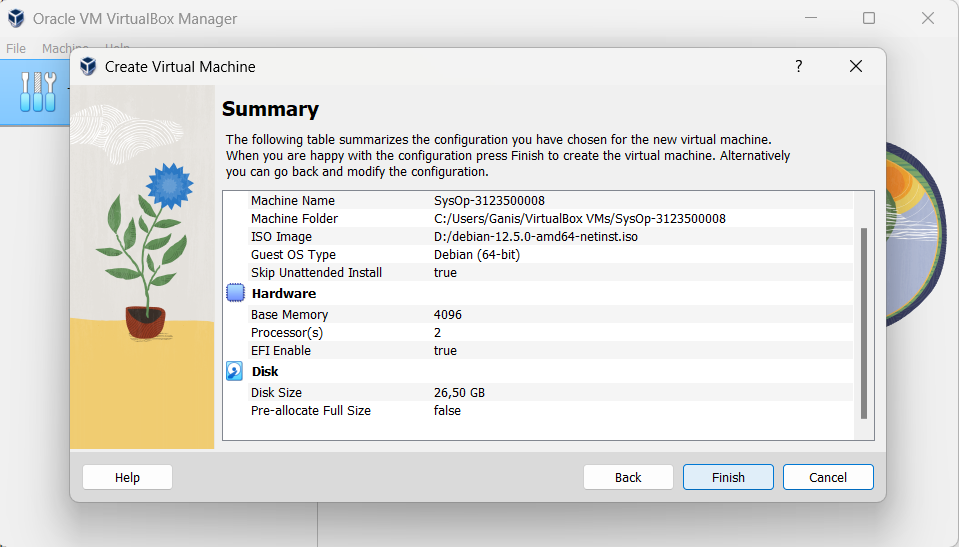 Oracle VM VirtualBox Manager
File Machine Help
Create Virtual Machine
?
Summary
The following table summarizes the configuration you have chosen for the new virtual machine.
When you are happy with the configuration press Finish to create the virtual machine. Alternatively
you can go back and modify the configuration.
Machine Name SysOp-3123500008
Machine Folder C:/Users/Ganis/VirtualBox VMs/SysOp-3123500008
ISO Image D:/debian-12.5.0-amd64-netinst.iso
Guest OS Type Debian (64-bit)
Skip Unattended Install true
Hardware
Base Memory 4096
Processor(s) 2
EFI Enable true
Disk
Disk Size 26,50 GB
Pre-allocate Full Size false
Help Back Finish Cancel